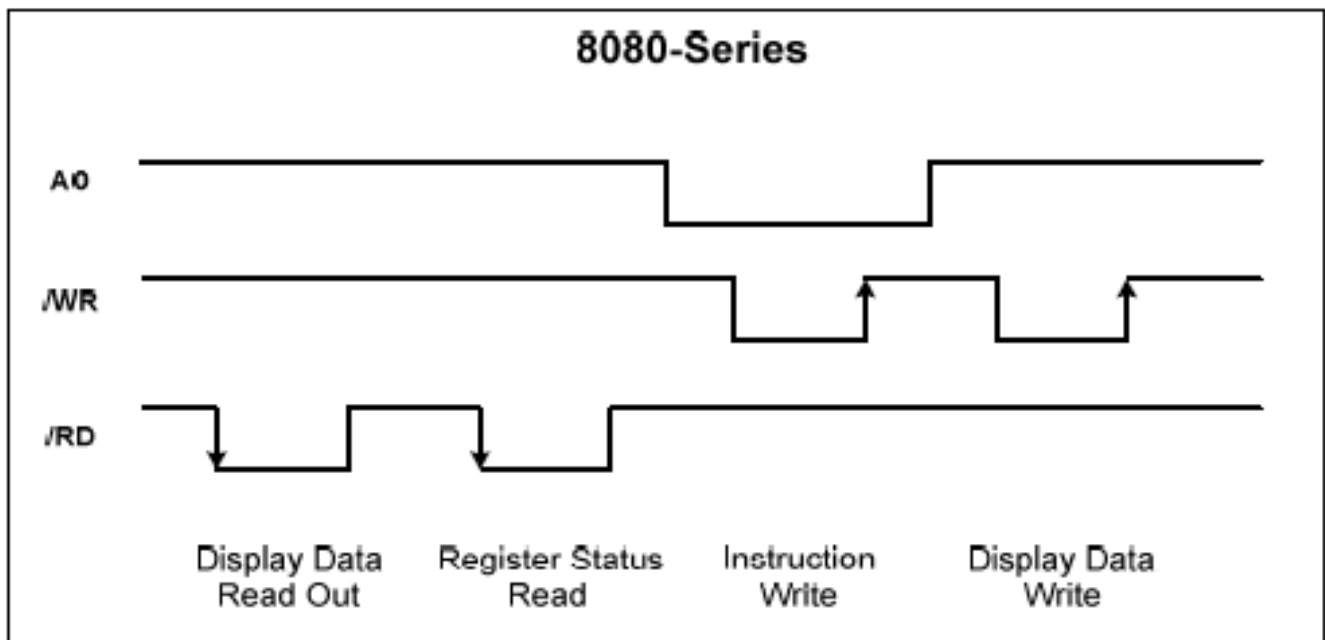 8080-Series
A0
/WR
/RD
Display Data
Read Out
Register Status
Read
Instruction
Write
Display Data
Write